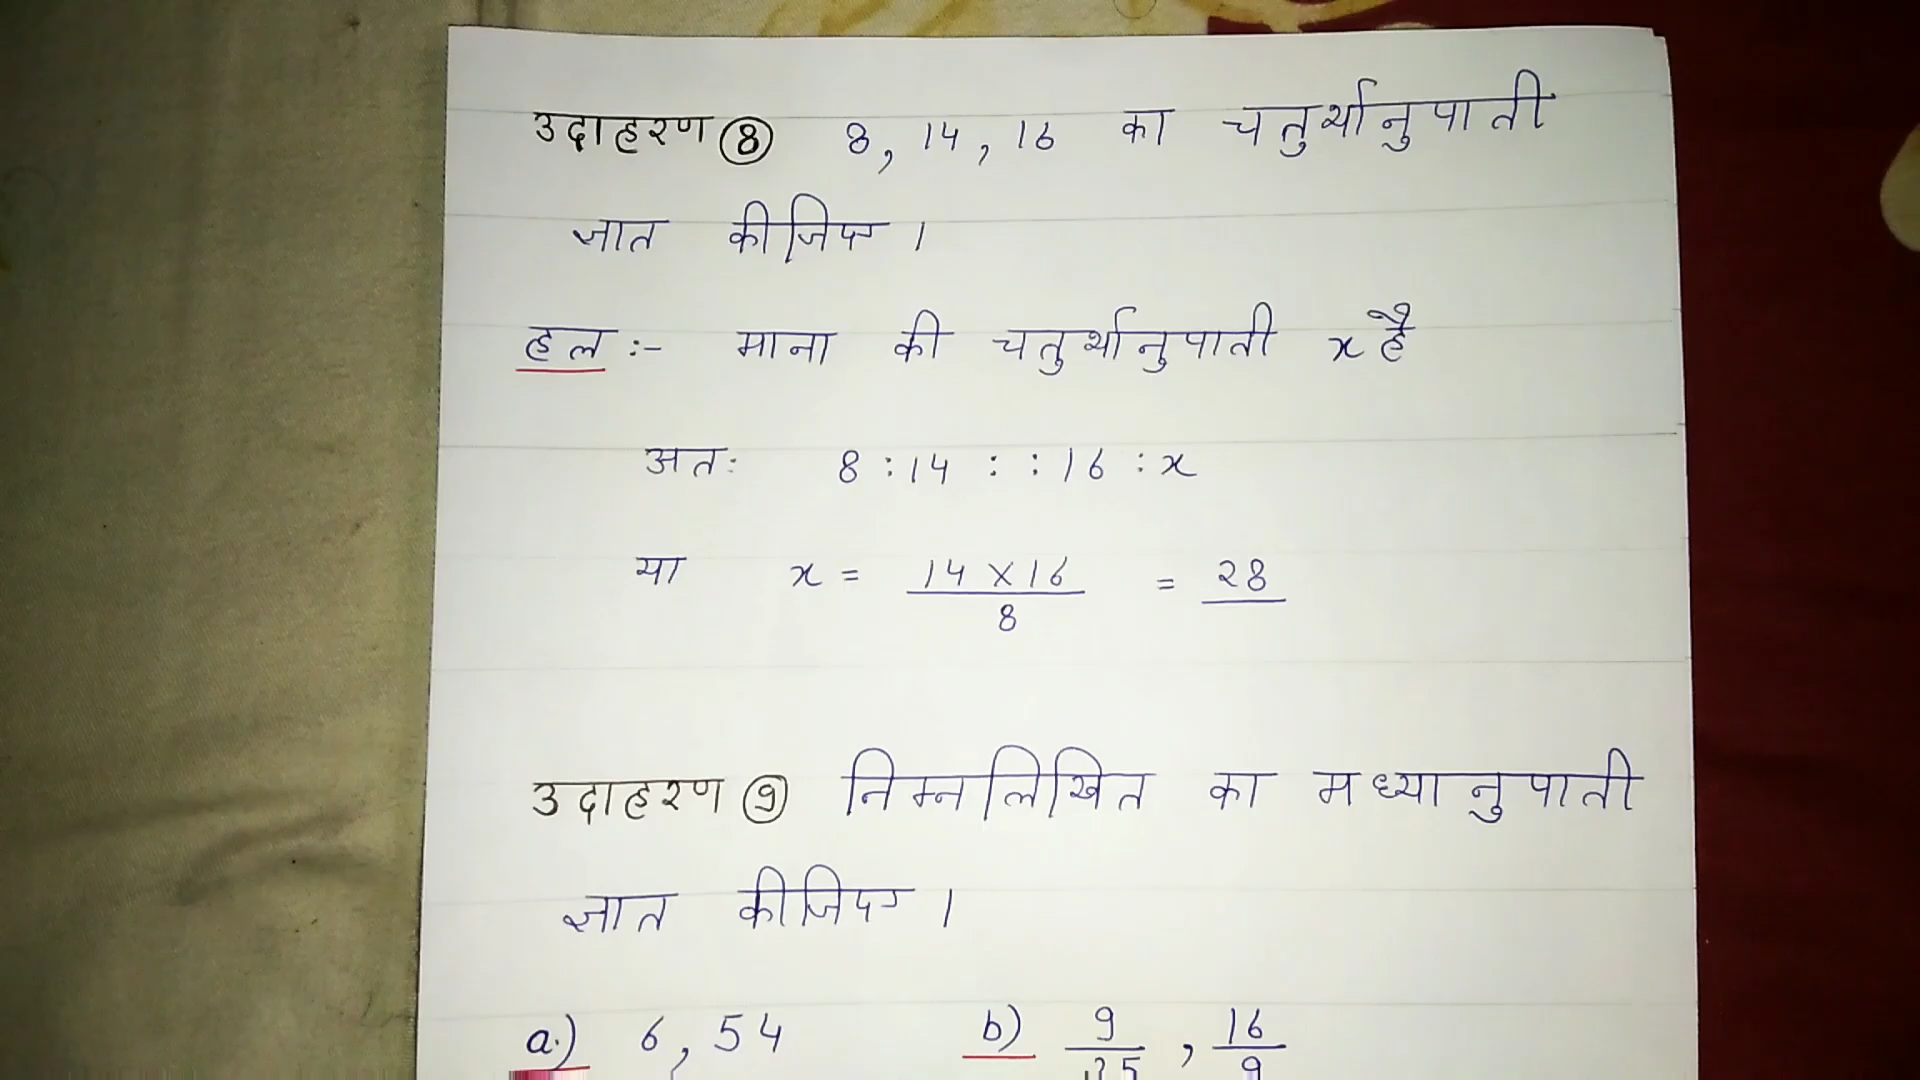 उदाहरण ⑧ 8, 14, 16 का चतुर्थानुपाती
ज्ञात कीजिए ।
हल :- माना की चतुर्थानुपाती x है
अतः 8 : 14 : : 16 : x
या x = 14 × 16 / 8 = 28
उदाहरण ⑨ निम्नलिखित का मध्यानुपाती
ज्ञात कीजिए ।
a.) 6, 54 b) 9/25, 16/9